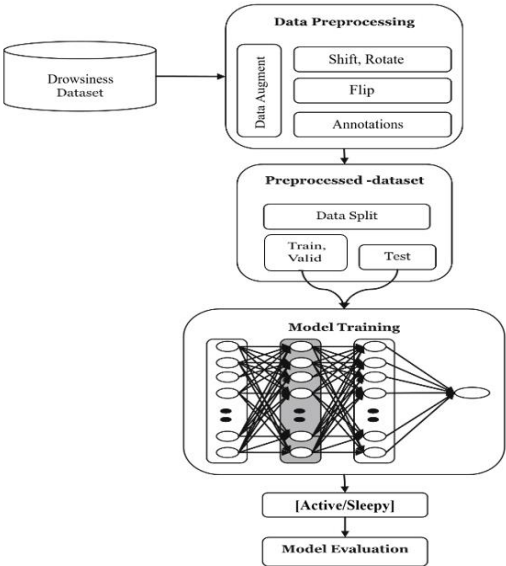 Data Preprocessing
Drowsiness
Dataset
Data Augment
Shift, Rotate
Flip
Annotations
Preprocessed -dataset
Data Split
Train,
Valid
Test
Model Training
[Active/Sleepy]
Model Evaluation